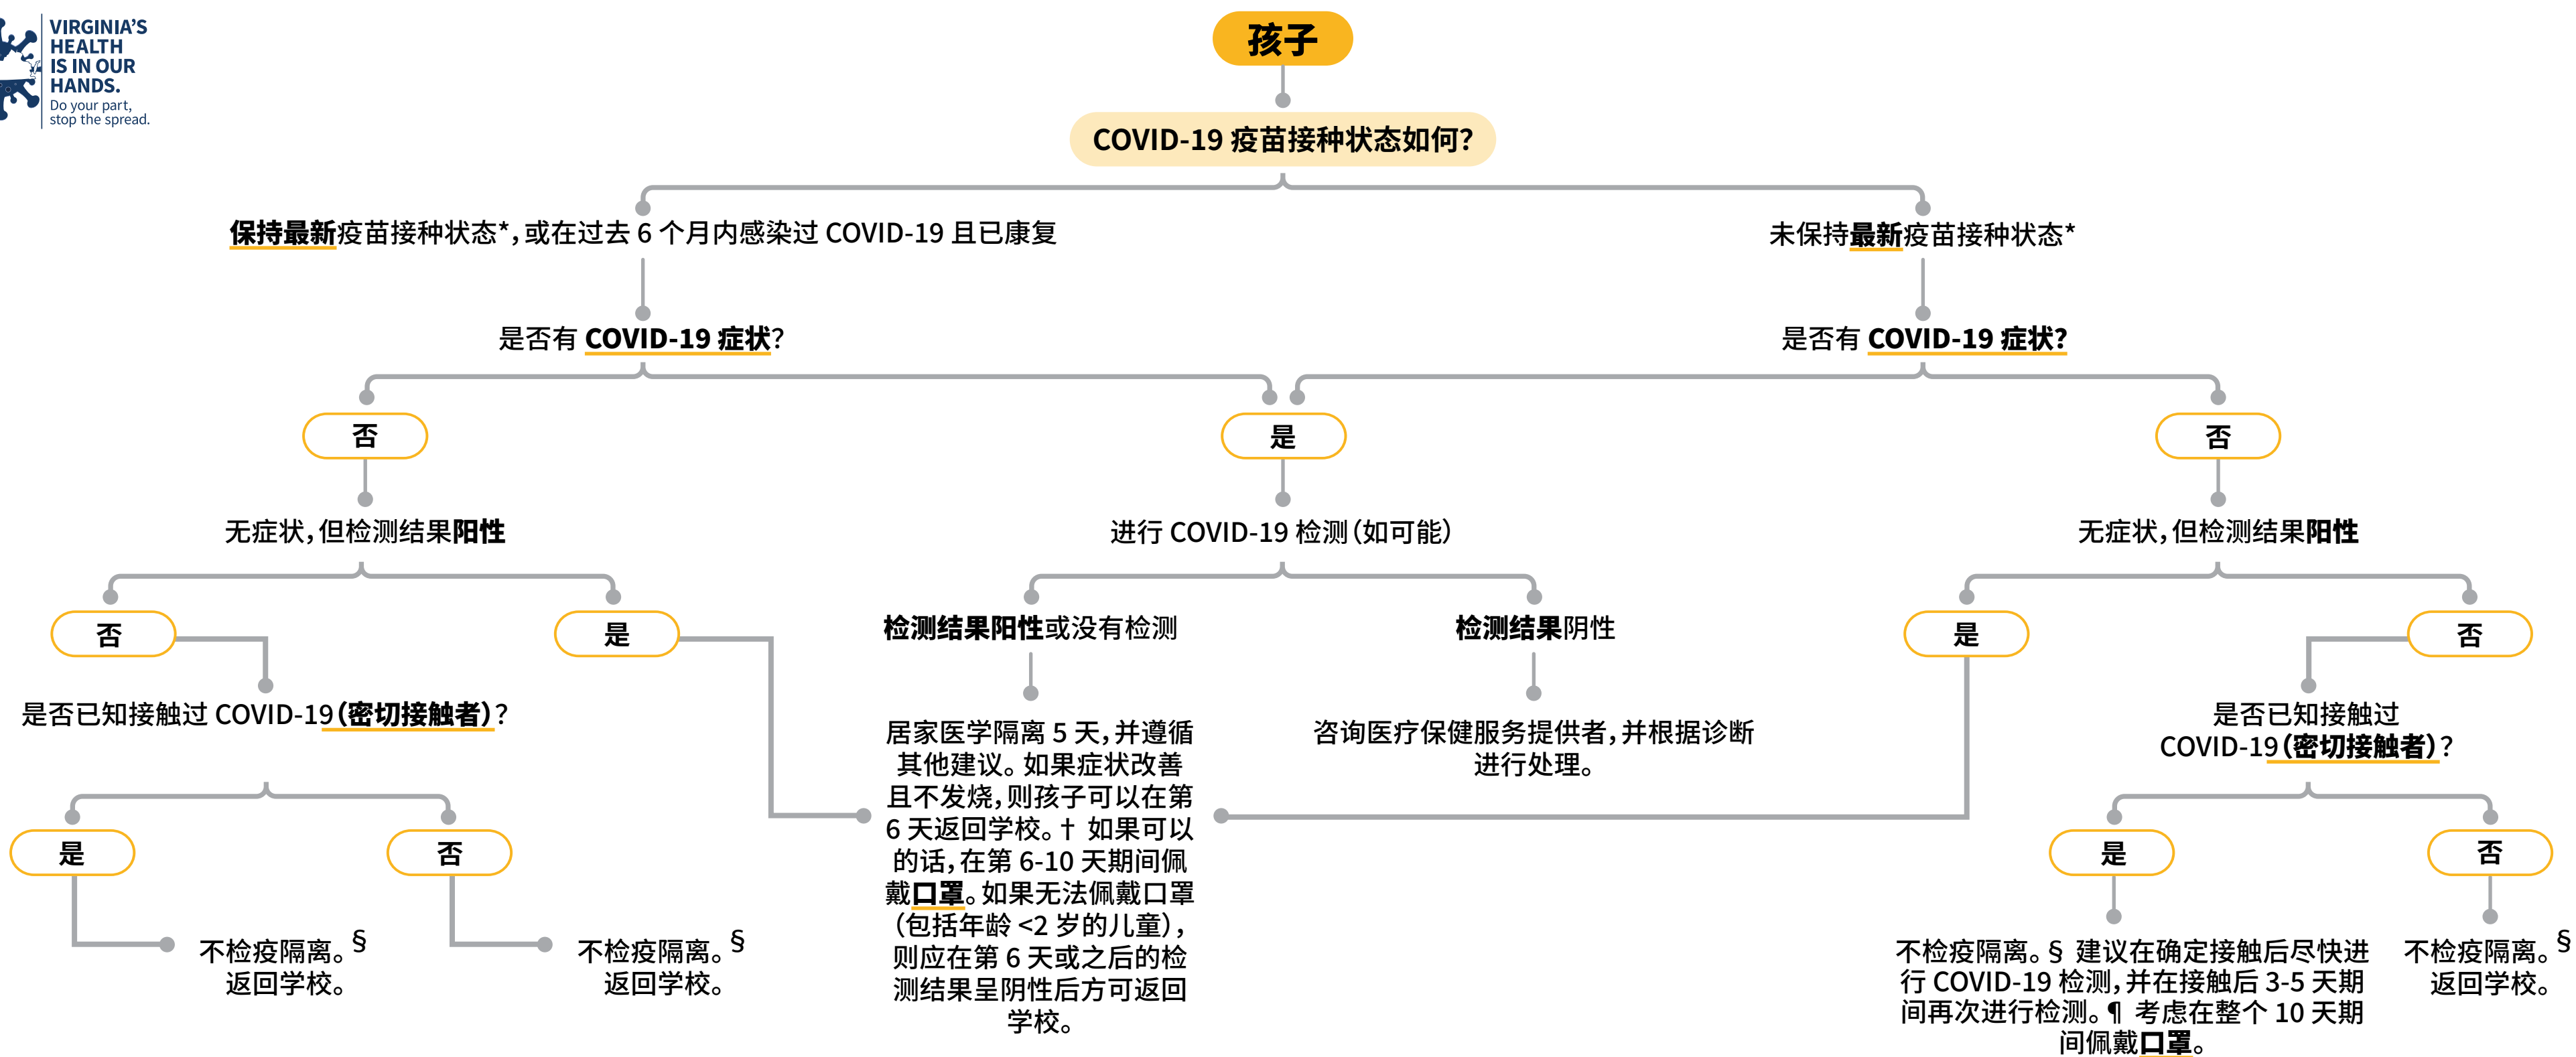 VIRGINIA’S
HEALTH
IS IN OUR
HANDS.
Do your part,
stop the spread.
孩子
COVID-19 疫苗接种状态如何？
保持最新疫苗接种状态*，或在过去 6 个月内感染过 COVID-19 且已康复
未保持最新疫苗接种状态*
是否有 COVID-19 症状？
是否有 COVID-19 症状？
否
是
否
无症状，但检测结果阳性
进行 COVID-19 检测（如可能）
无症状，但检测结果阳性
否
是
检测结果阳性或没有检测
检测结果阴性
是
否
是否已知接触过 COVID-19（密切接触者）？
居家医学隔离 5 天，并遵循
其他建议。如果症状改善
且不发烧，则孩子可以在第
6 天返回学校。† 如果可以
的话，在第 6-10 天期间佩
戴口罩。如果无法佩戴口罩
（包括年龄 <2 岁的儿童），
则应在第 6 天或之后的检
测结果呈阴性后方可返回
学校。
咨询医疗保健服务提供者，并根据诊断
进行处理。
是否已知接触过
COVID-19（密切接触者）？
是
否
是
否
不检疫隔离。§
返回学校。
不检疫隔离。§
返回学校。
不检疫隔离。§ 建议在确定接触后尽快进
行 COVID-19 检测，并在接触后 3-5 天期
间再次进行检测。¶ 考虑在整个 10 天期
间佩戴口罩。
不检疫隔离。§
返回学校。